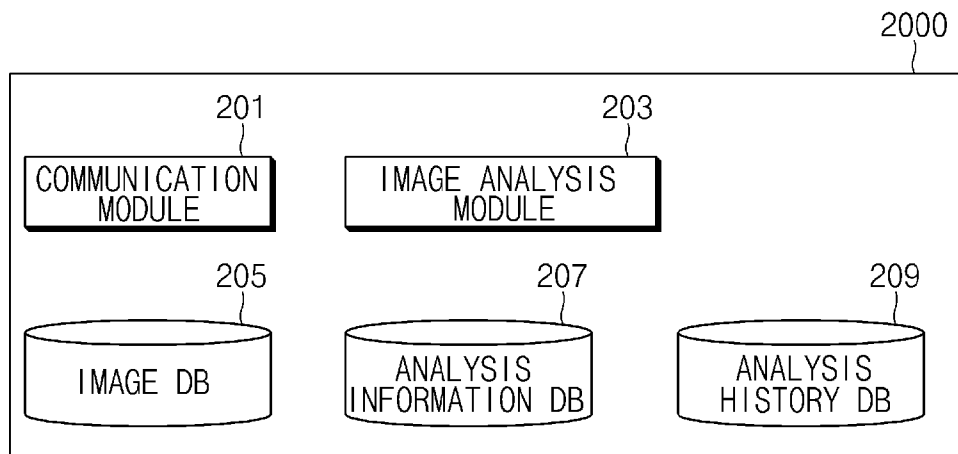 2000
201
203
COMMUNICATION
MODULE
IMAGE ANALYSIS
MODULE
205
207
209
IMAGE DB
ANALYSIS
INFORMATION DB
ANALYSIS
HISTORY DB